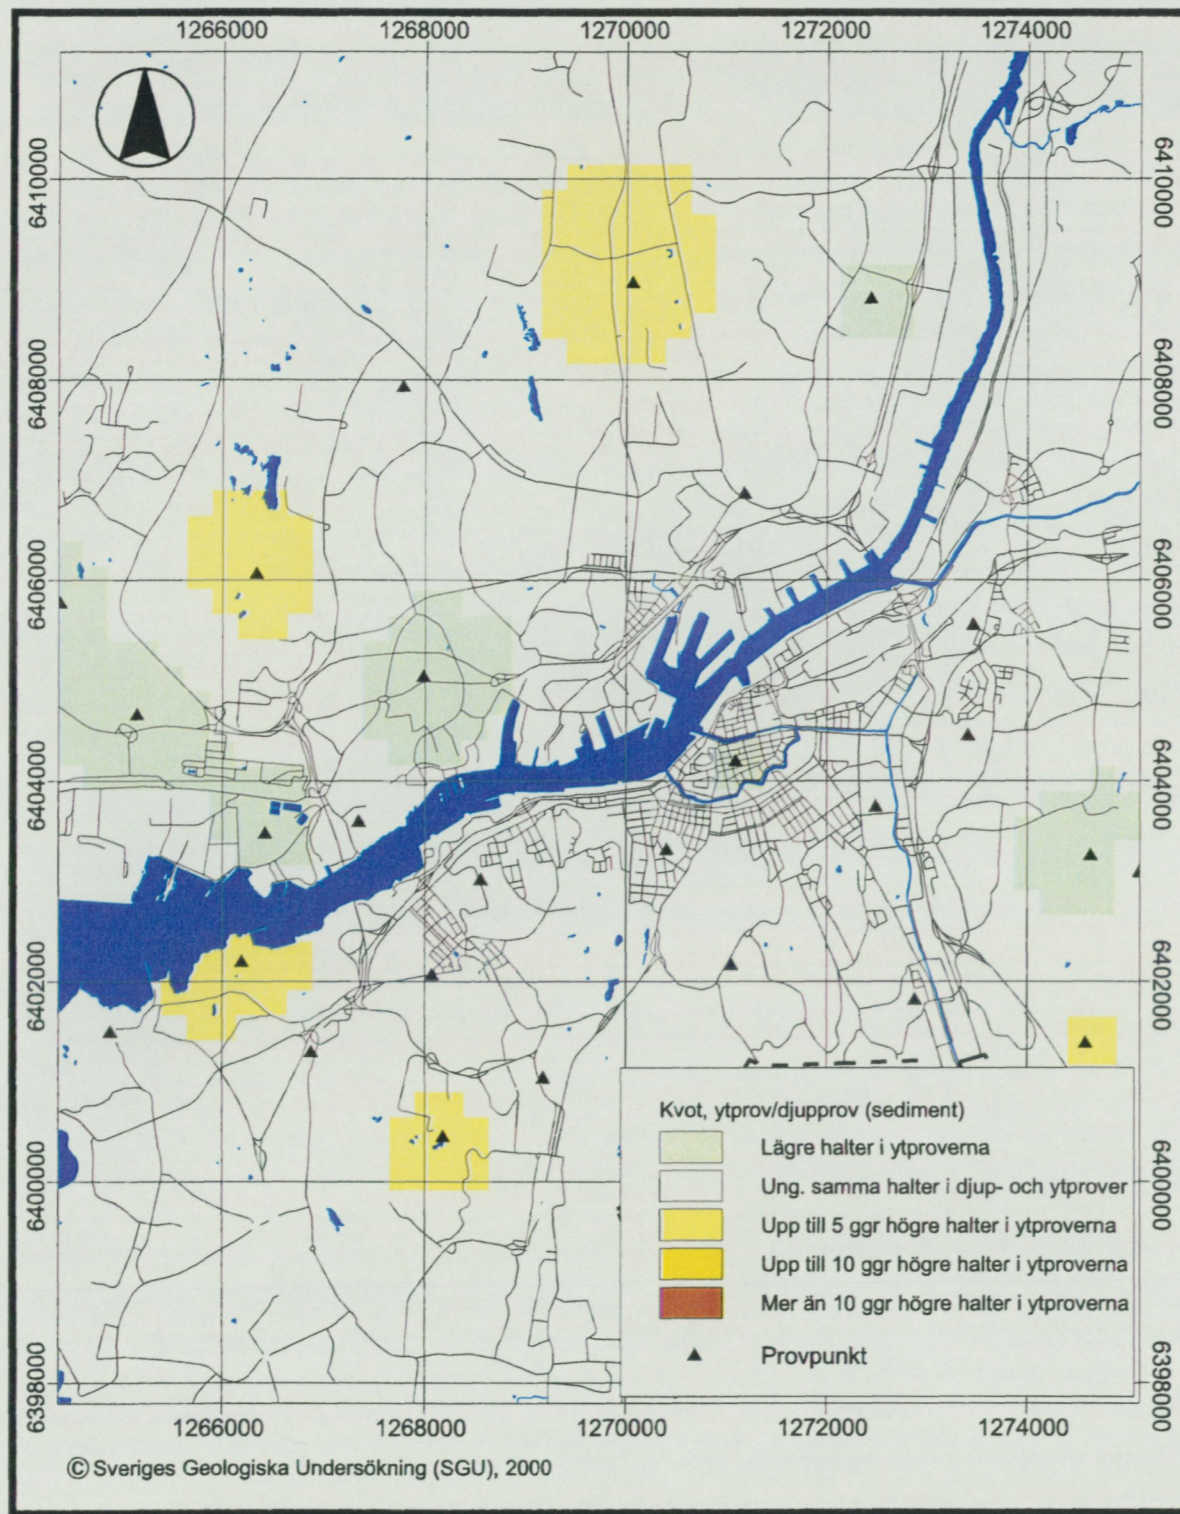 1266000 1268000 1270000 1272000 1274000
6410000 6410000
6408000 6408000
6406000 6406000
6404000 6404000
6402000 6402000
Kvot, ytprov/djupprov (sediment)
Lägre halter i ytproverna
Ung. samma halter i djup- och ytprover
6400000 6400000
Upp till 5 ggr högre halter i ytproverna
Upp till 10 ggr högre halter i ytproverna
Mer än 10 ggr högre halter i ytproverna
Provpunkt
6398000 6398000
1266000 1268000 1270000 1272000 1274000
© Sveriges Geologiska Undersökning (SGU), 2000